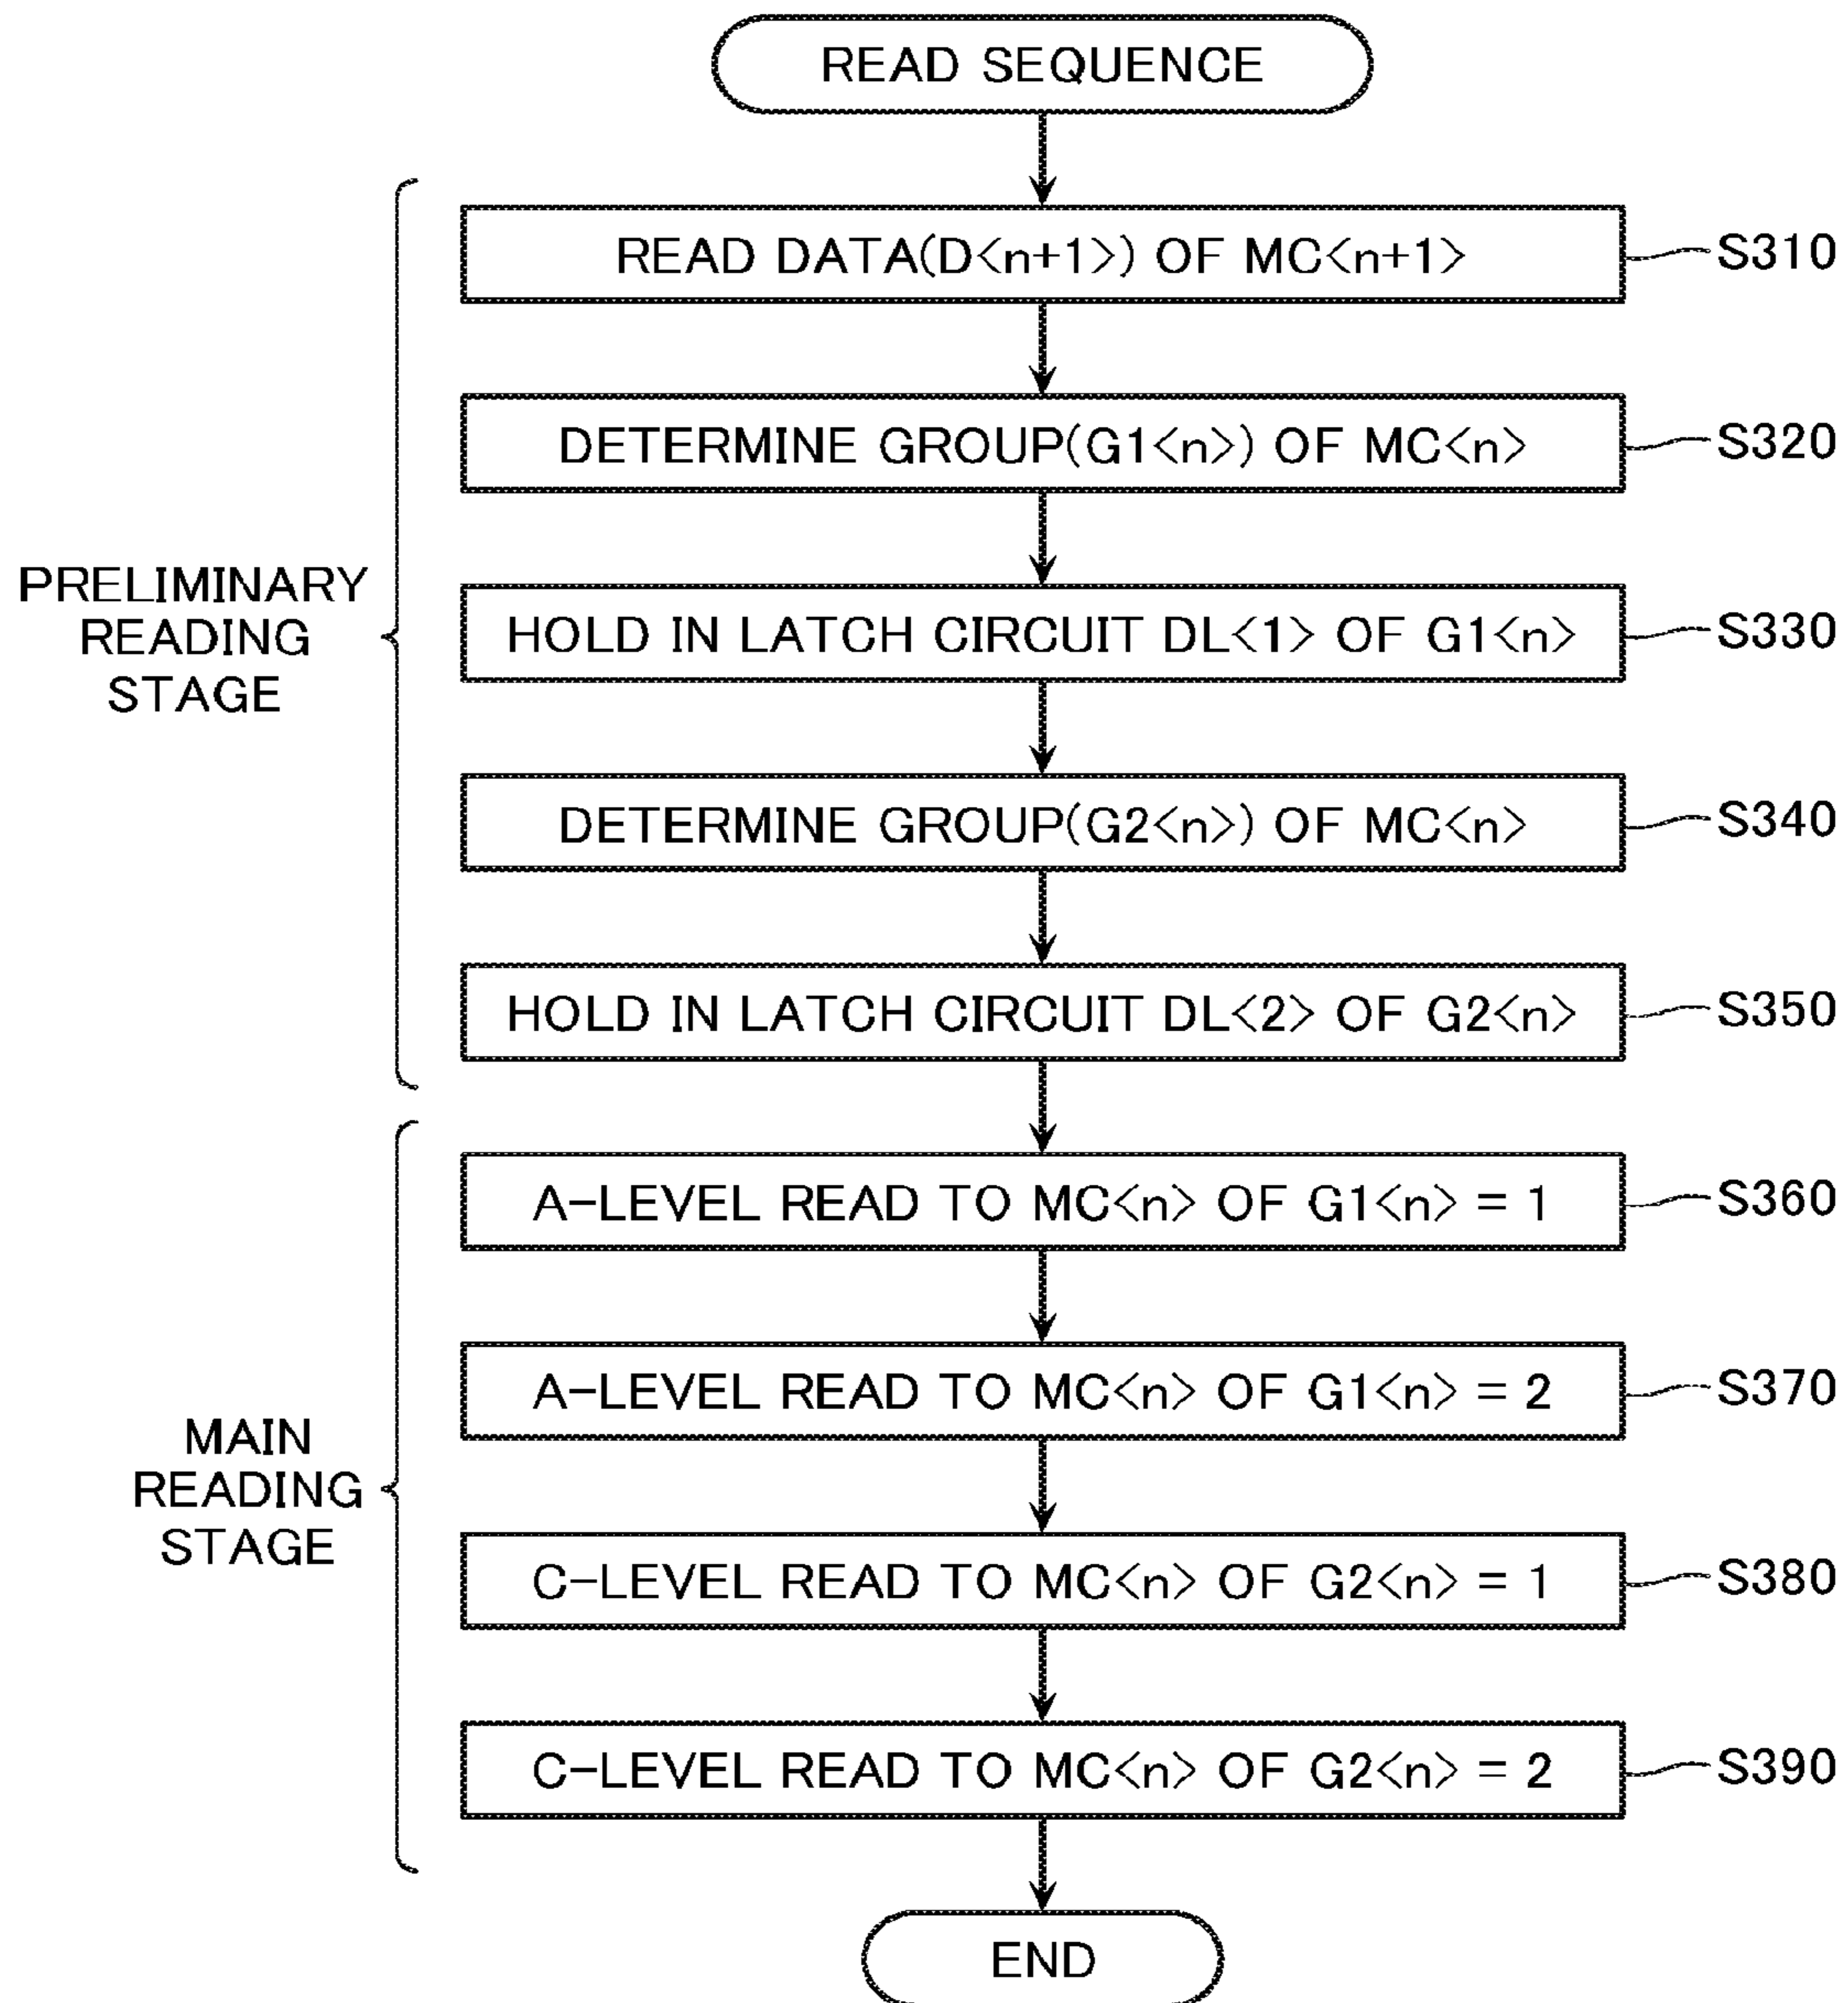 READ SEQUENCE
READ DATA(D<n+1>) OF MC<n+1>
S310
DETERMINE GROUP(G1<n>) OF MC<n>
S320
HOLD IN LATCH CIRCUIT DL<1> OF G1<n>
S330
DETERMINE GROUP(G2<n>) OF MC<n>
S340
HOLD IN LATCH CIRCUIT DL<2> OF G2<n>
S350
PRELIMINARY
READING
STAGE
A-LEVEL READ TO MC<n> OF G1<n> = 1
S360
A-LEVEL READ TO MC<n> OF G1<n> = 2
S370
C-LEVEL READ TO MC<n> OF G2<n> = 1
S380
C-LEVEL READ TO MC<n> OF G2<n> = 2
S390
MAIN
READING
STAGE
END